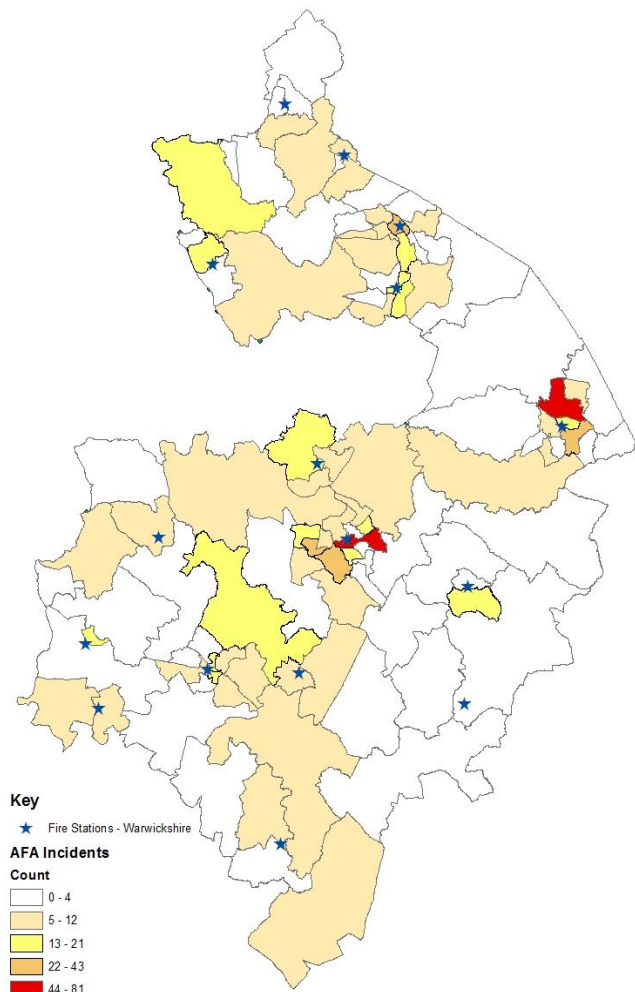 Key
Fire Stations - Warwickshire
AFA Incidents
Count
0 - 4
5 - 12
13 - 21
22 - 43
44 - 81